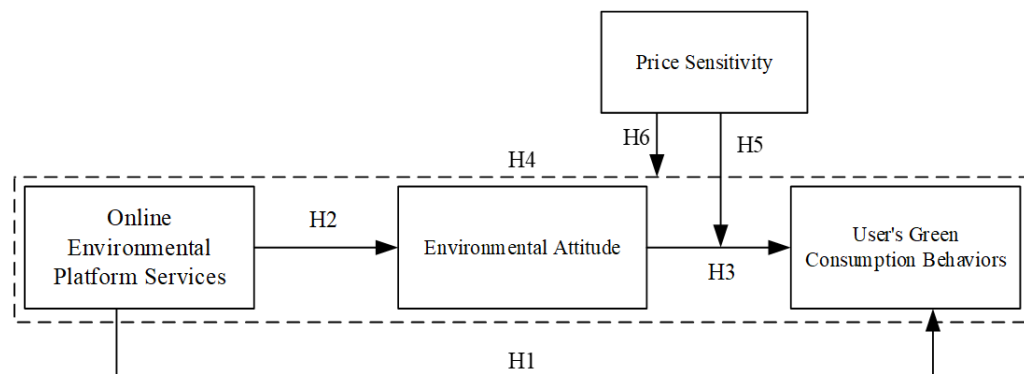 Price Sensitivity
H6
H5
H4
Online
Environmental
Platform Services
H2
Environmental Attitude
H3
User's Green
Consumption Behaviors
H1